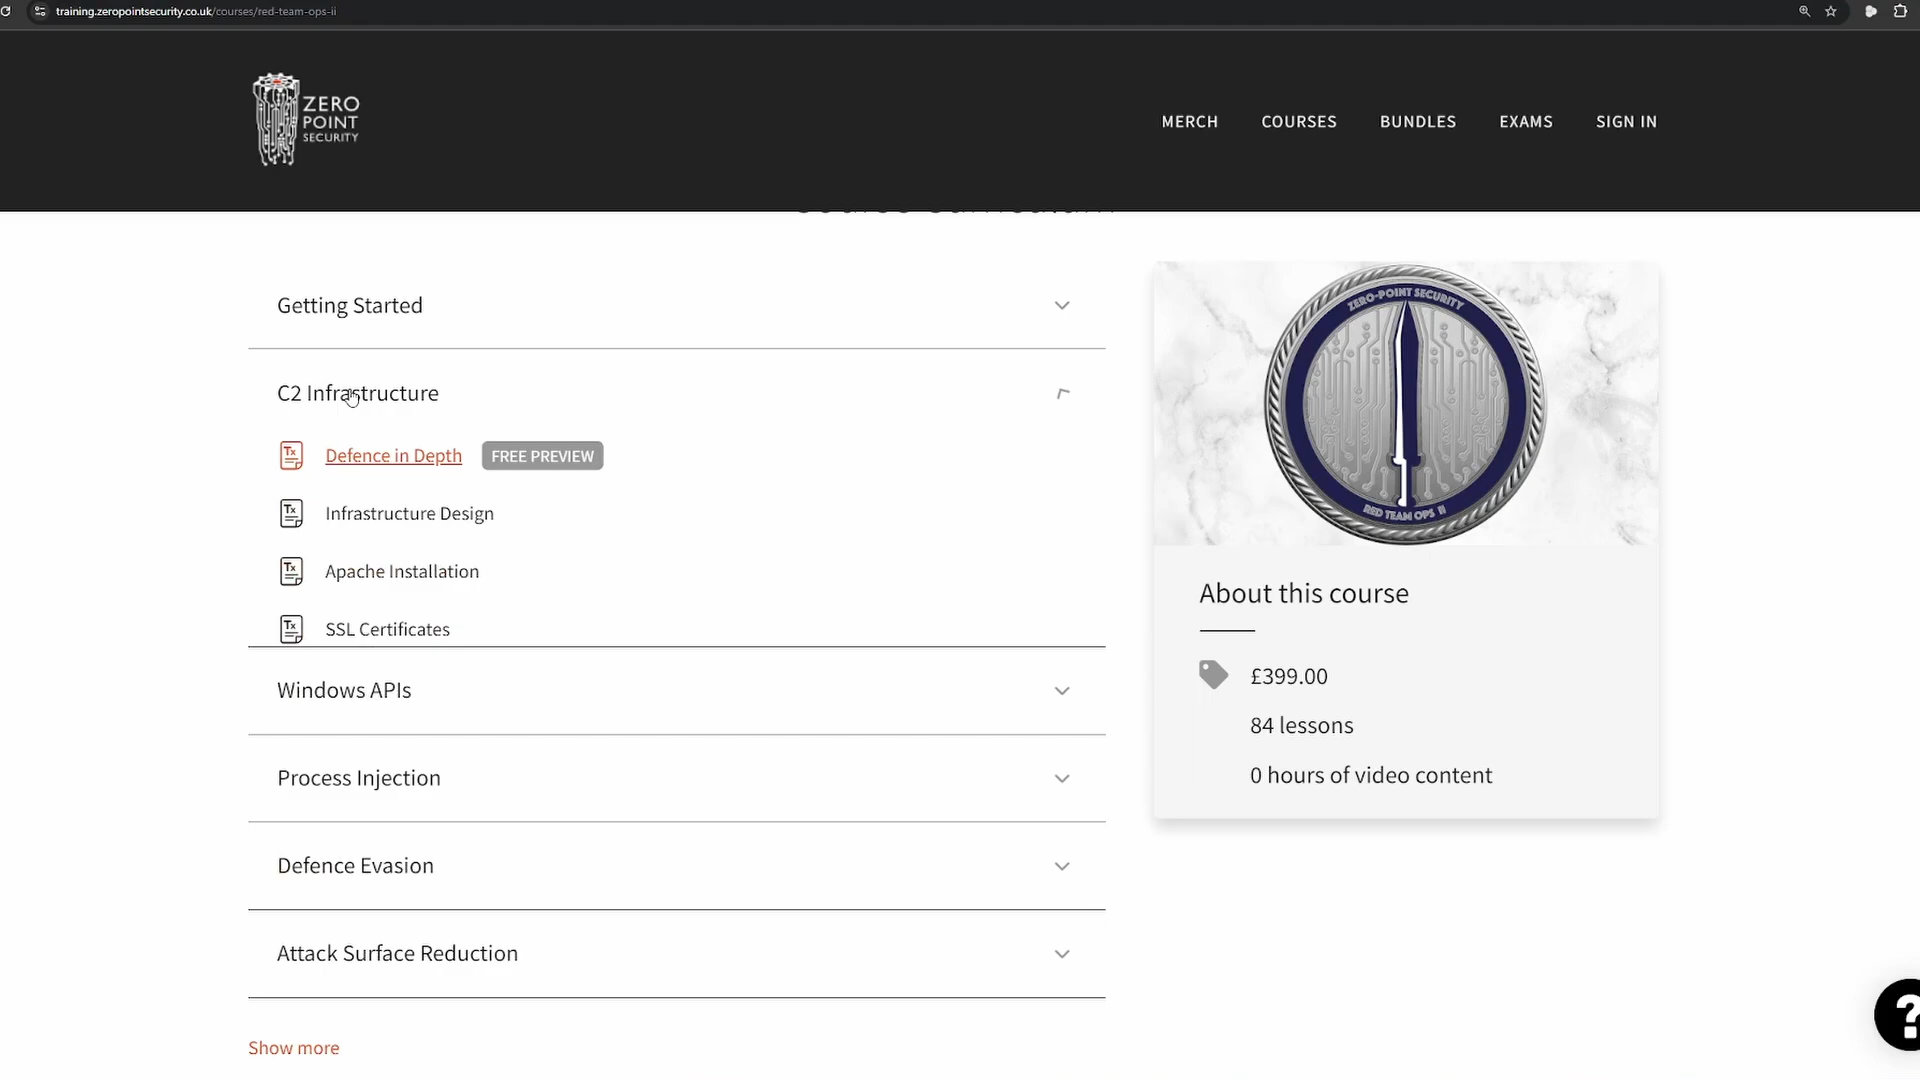 training.zeropointsecurity.co.uk/courses/red-team-ops-ii
ZERO
POINT
SECURITY
MERCH
COURSES
BUNDLES
EXAMS
SIGN IN
Getting Started
C2 Infrastructure
Defence in Depth
FREE PREVIEW
Infrastructure Design
Apache Installation
SSL Certificates
Windows APIs
Process Injection
Defence Evasion
Attack Surface Reduction
Show more
ZERO-POINT SECURITY
RED TEAM OPS II
About this course
£399.00
84 lessons
0 hours of video content
?